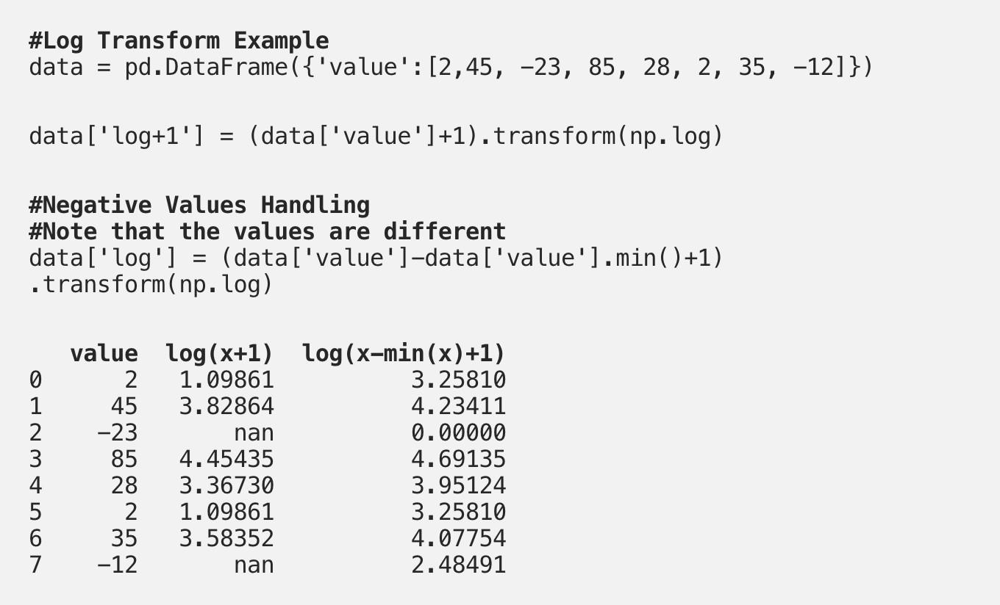 #Log Transform Example
data = pd.DataFrame({'value':[2,45, -23, 85, 28, 2, 35, -12]})
data['log+1'] = (data['value']+1).transform(np.log)
#Negative Values Handling
#Note that the values are different
data['log'] = (data['value']-data['value'].min()+1)
.transform(np.log)
   value  log(x+1)  log(x-min(x)+1)
0      2   1.09861          3.25810
1     45   3.82864          4.23411
2    -23       nan          0.00000
3     85   4.45435          4.69135
4     28   3.36730          3.95124
5      2   1.09861          3.25810
6     35   3.58352          4.07754
7    -12       nan          2.48491